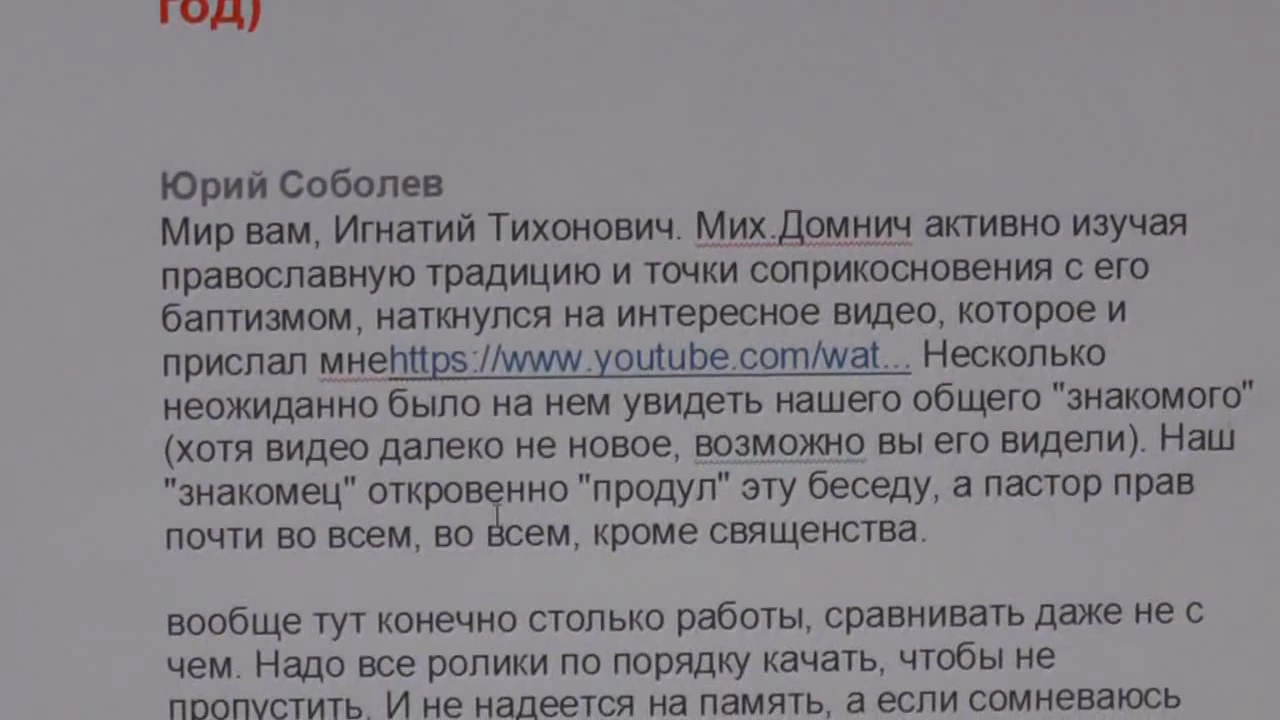 год)
Юрий Соболев
Мир вам, Игнатий Тихонович. Мих.Домнич активно изучая
православную традицию и точки соприкосновения с его
баптизмом, наткнулся на интересное видео, которое и
прислал мнеhttps://www.youtube.com/wat... Несколько
неожиданно было на нем увидеть нашего общего "знакомого"
(хотя видео далеко не новое, возможно вы его видели). Наш
"знакомец" откровенно "продул" эту беседу, а пастор прав
почти во всем, во всем, кроме священства.
вообще тут конечно столько работы, сравнивать даже не с
чем. Надо все ролики по порядку качать, чтобы не
пропустить. И не надеется на память, а если сомневаюсь